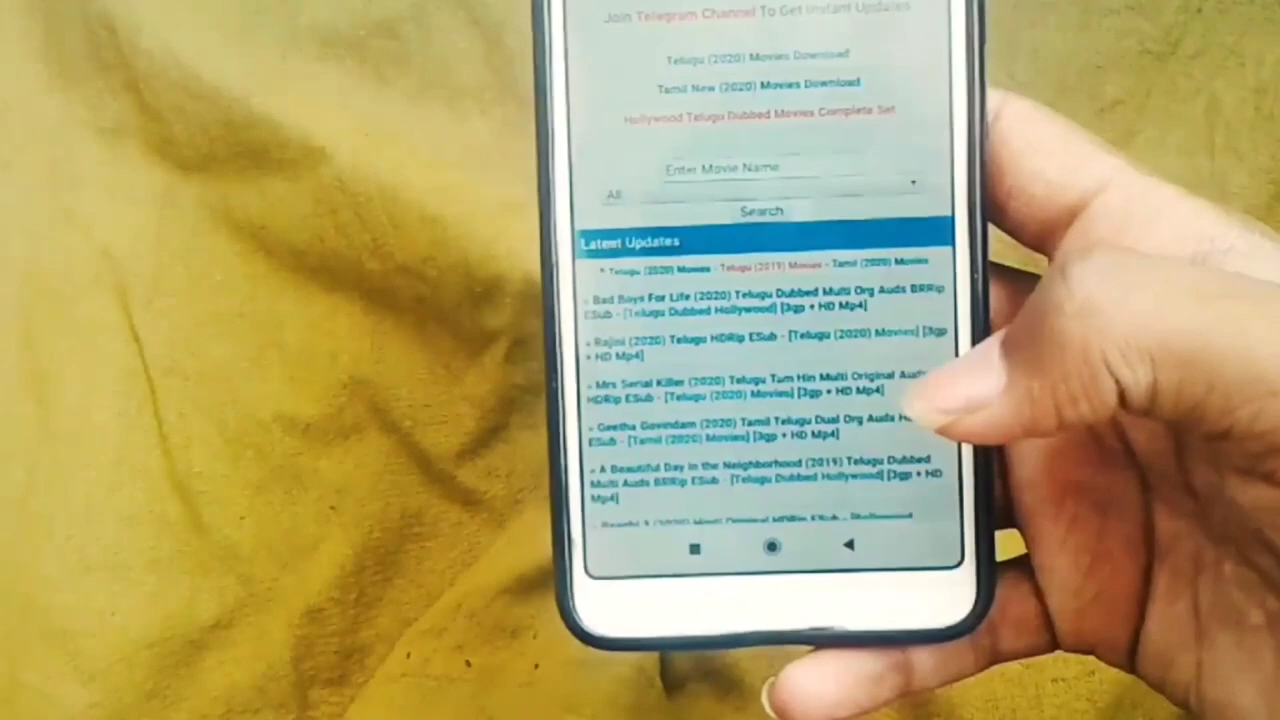 Join Telegram Channel To Get Instant Updates
Telugu (2020) Movies Download
Tamil New (2020) Movies Download
Hollywood Telugu Dubbed Movies Complete Set
Enter Movie Name
All
Search
Latest Updates
* Telugu (2020) Movies - Telugu (2019) Movies - Tamil (2020) Movies
» Bad Boys For Life (2020) Telugu Dubbed Multi Org Auds BRRip
ESub - [Telugu Dubbed Hollywood] [3gp + HD Mp4]
» Rajini (2020) Telugu HDRip ESub - [Telugu (2020) Movies] [3gp
+ HD Mp4]
» Mrs Serial Killer (2020) Telugu Tam Hin Multi Original Auds
HDRip ESub - [Telugu (2020) Movies] [3gp + HD Mp4]
» Geetha Govindam (2020) Tamil Telugu Dual Org Auds
ESub - [Tamil (2020) Movies] [3gp + HD Mp4]
» A Beautiful Day in the Neighborhood (2019) Telugu Dubbed
Multi Auds BRRip ESub - [Telugu Dubbed Hollywood] [3gp + HD
Mp4]
(2020) Hindi Original HDRip ESub